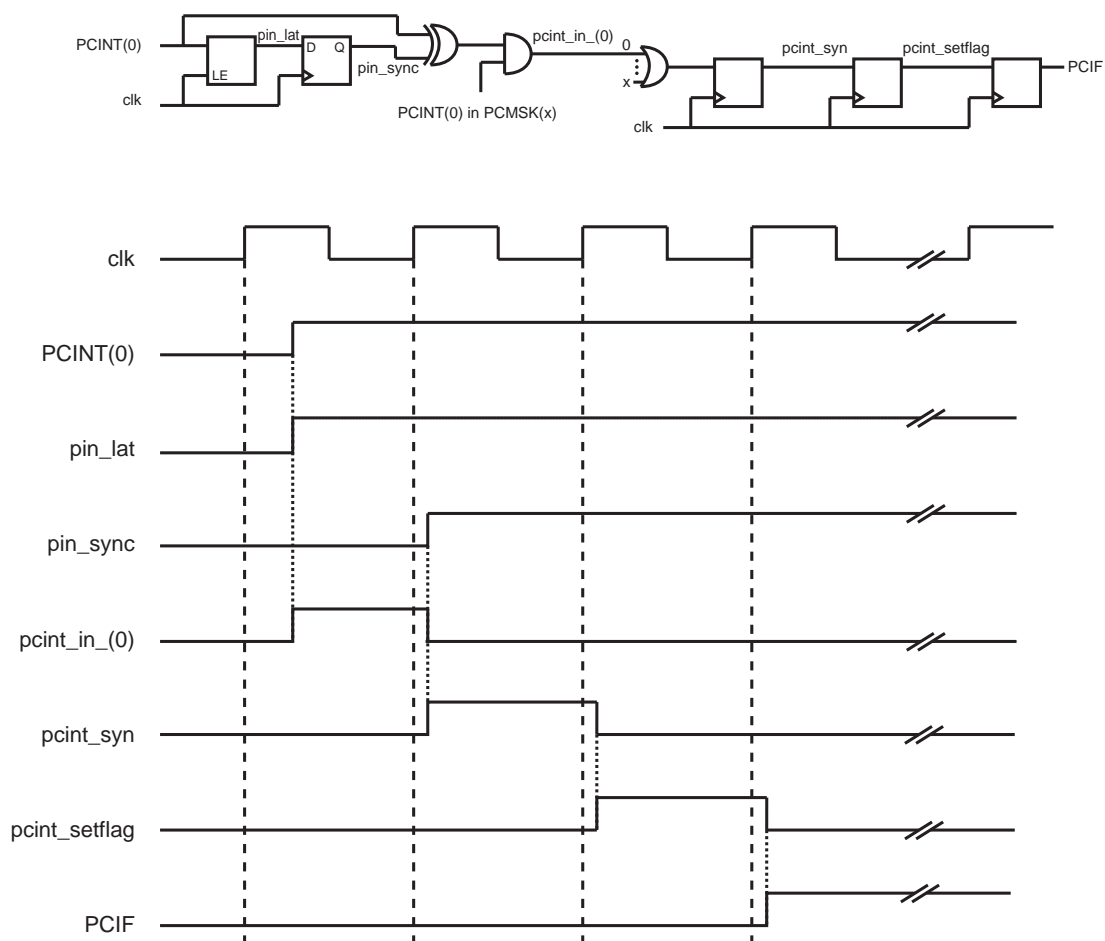 PCINT(0)
pin_lat
D Q
LE
pin_sync
clk
pcint_in_(0)
0
x
PCINT(0) in PCMSK(x)
pcint_syn
pcint_setflag
PCIF
clk
clk
PCINT(0)
pin_lat
pin_sync
pcint_in_(0)
pcint_syn
pcint_setflag
PCIF